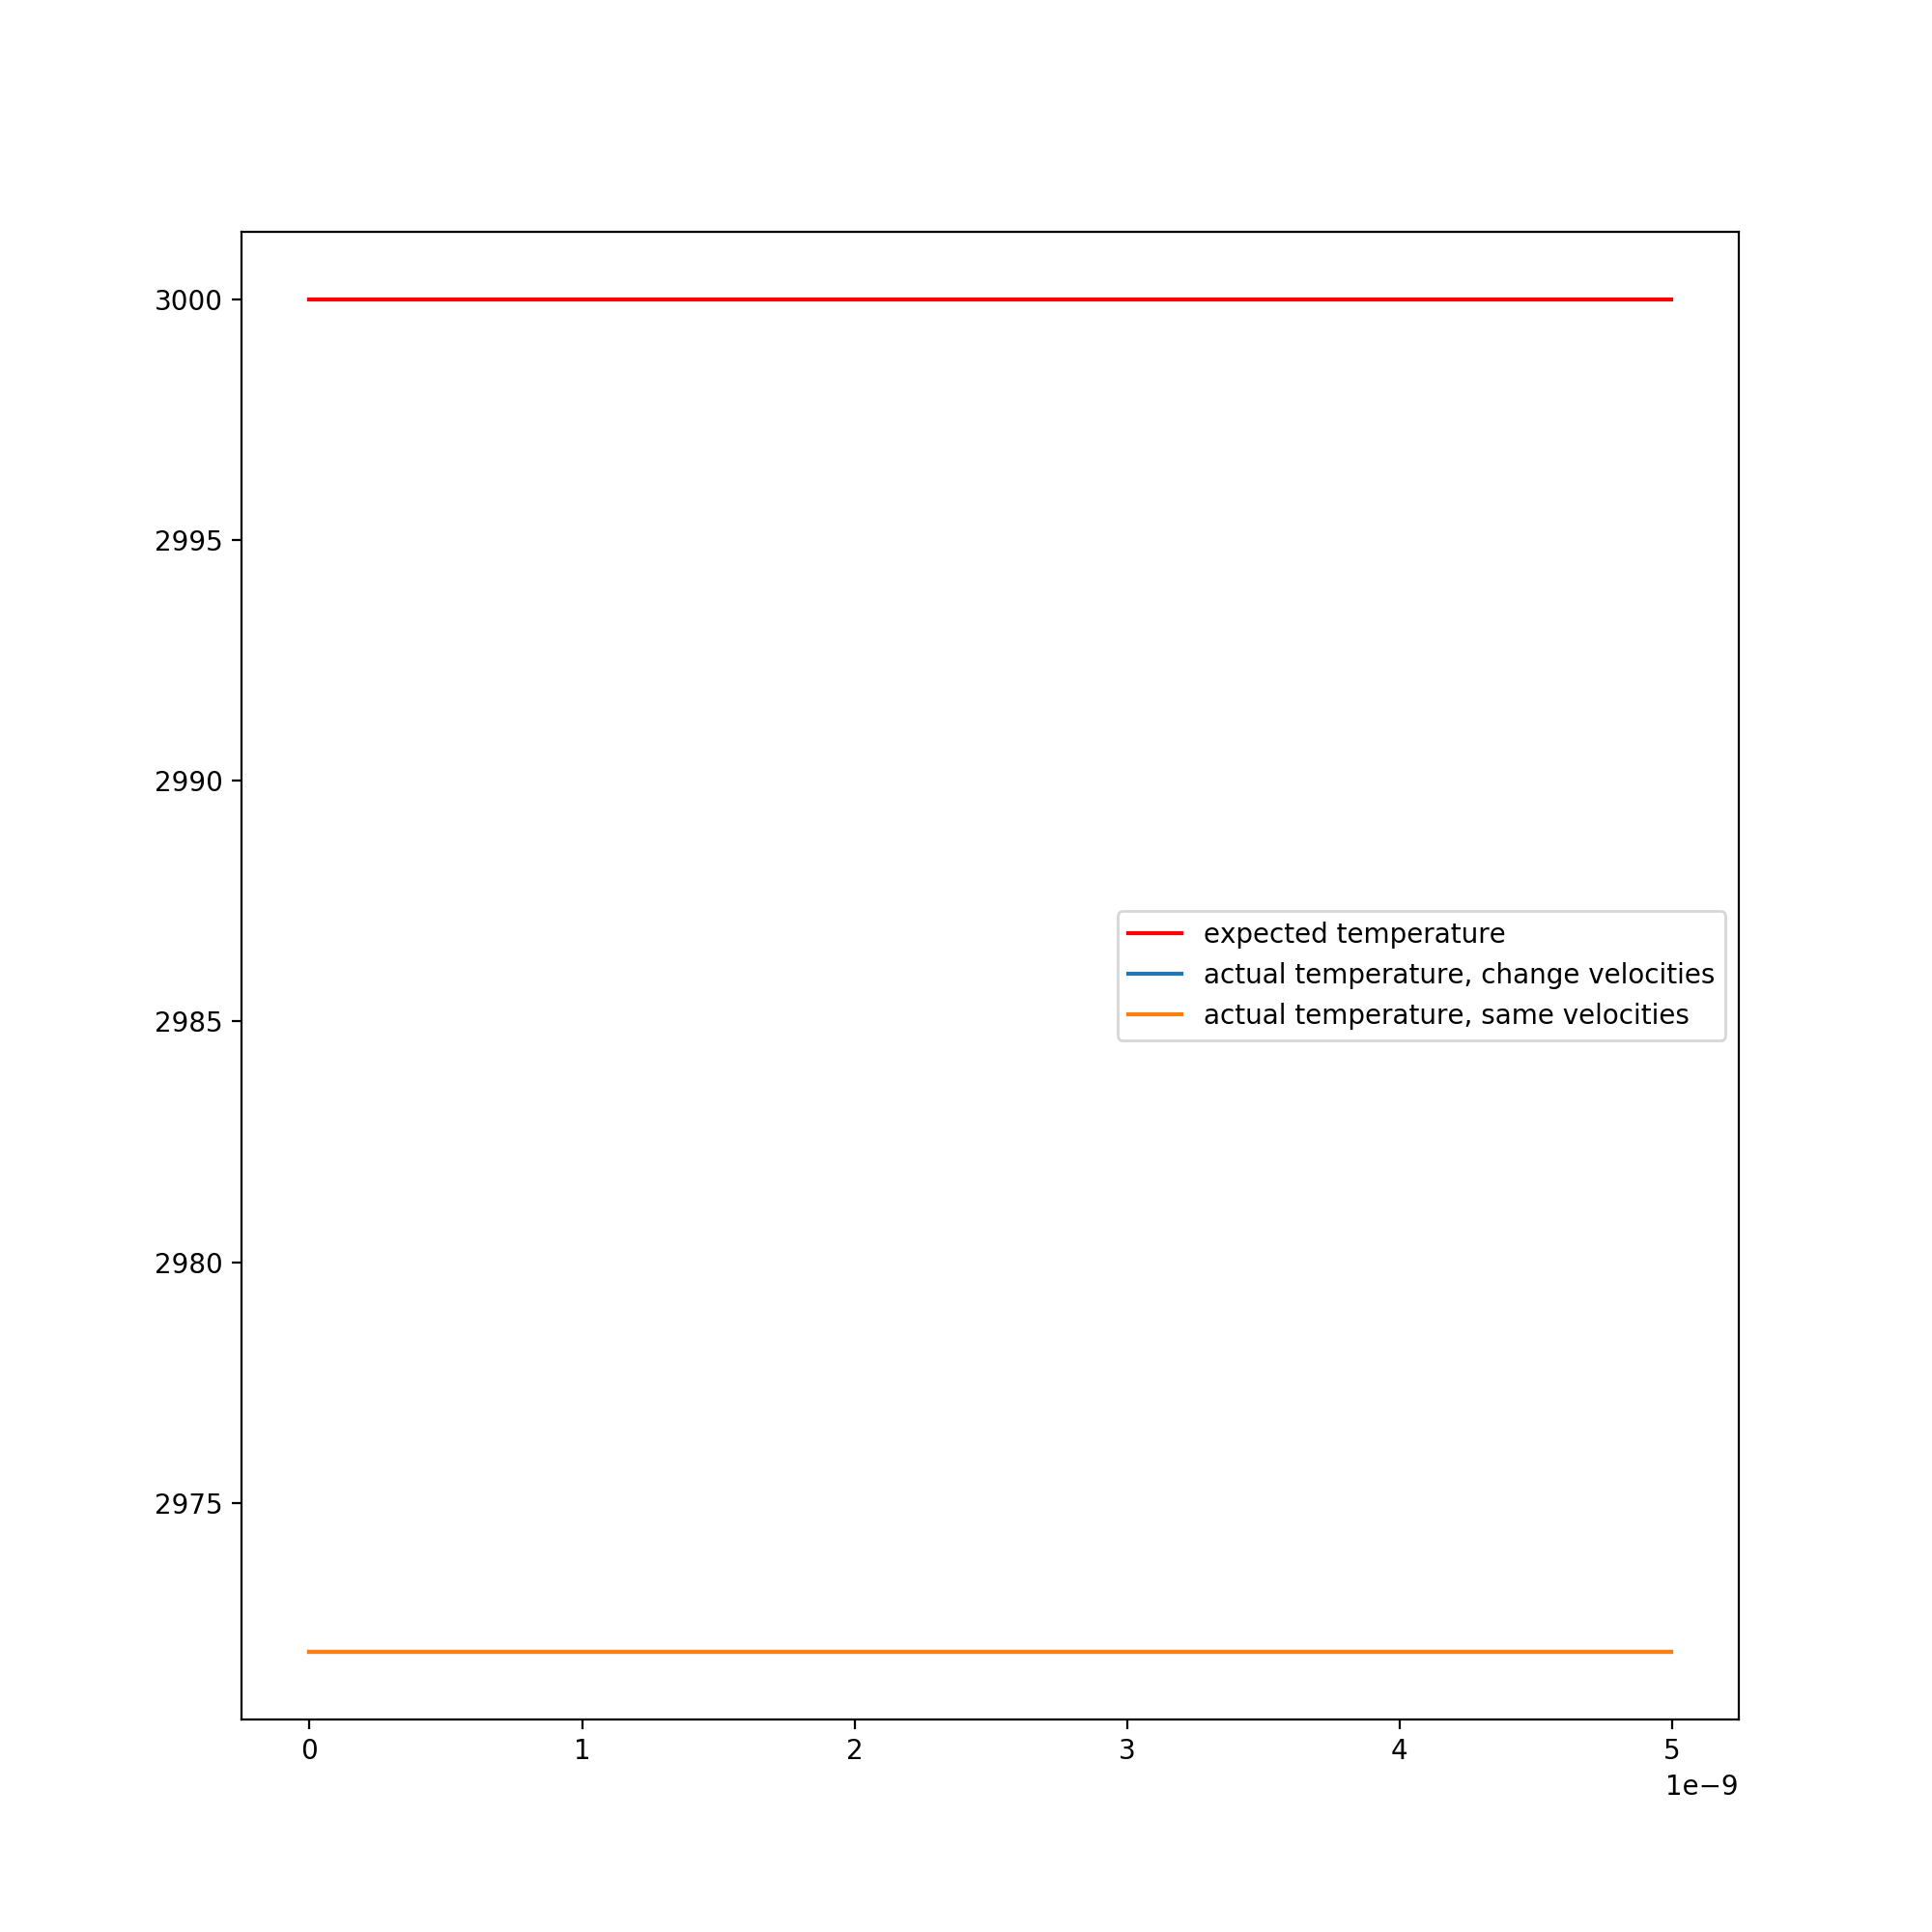 3000
2995
2990
2985
2980
2975
expected temperature
actual temperature, change velocities
actual temperature, same velocities
0 1 2 3 4 5
1e−9